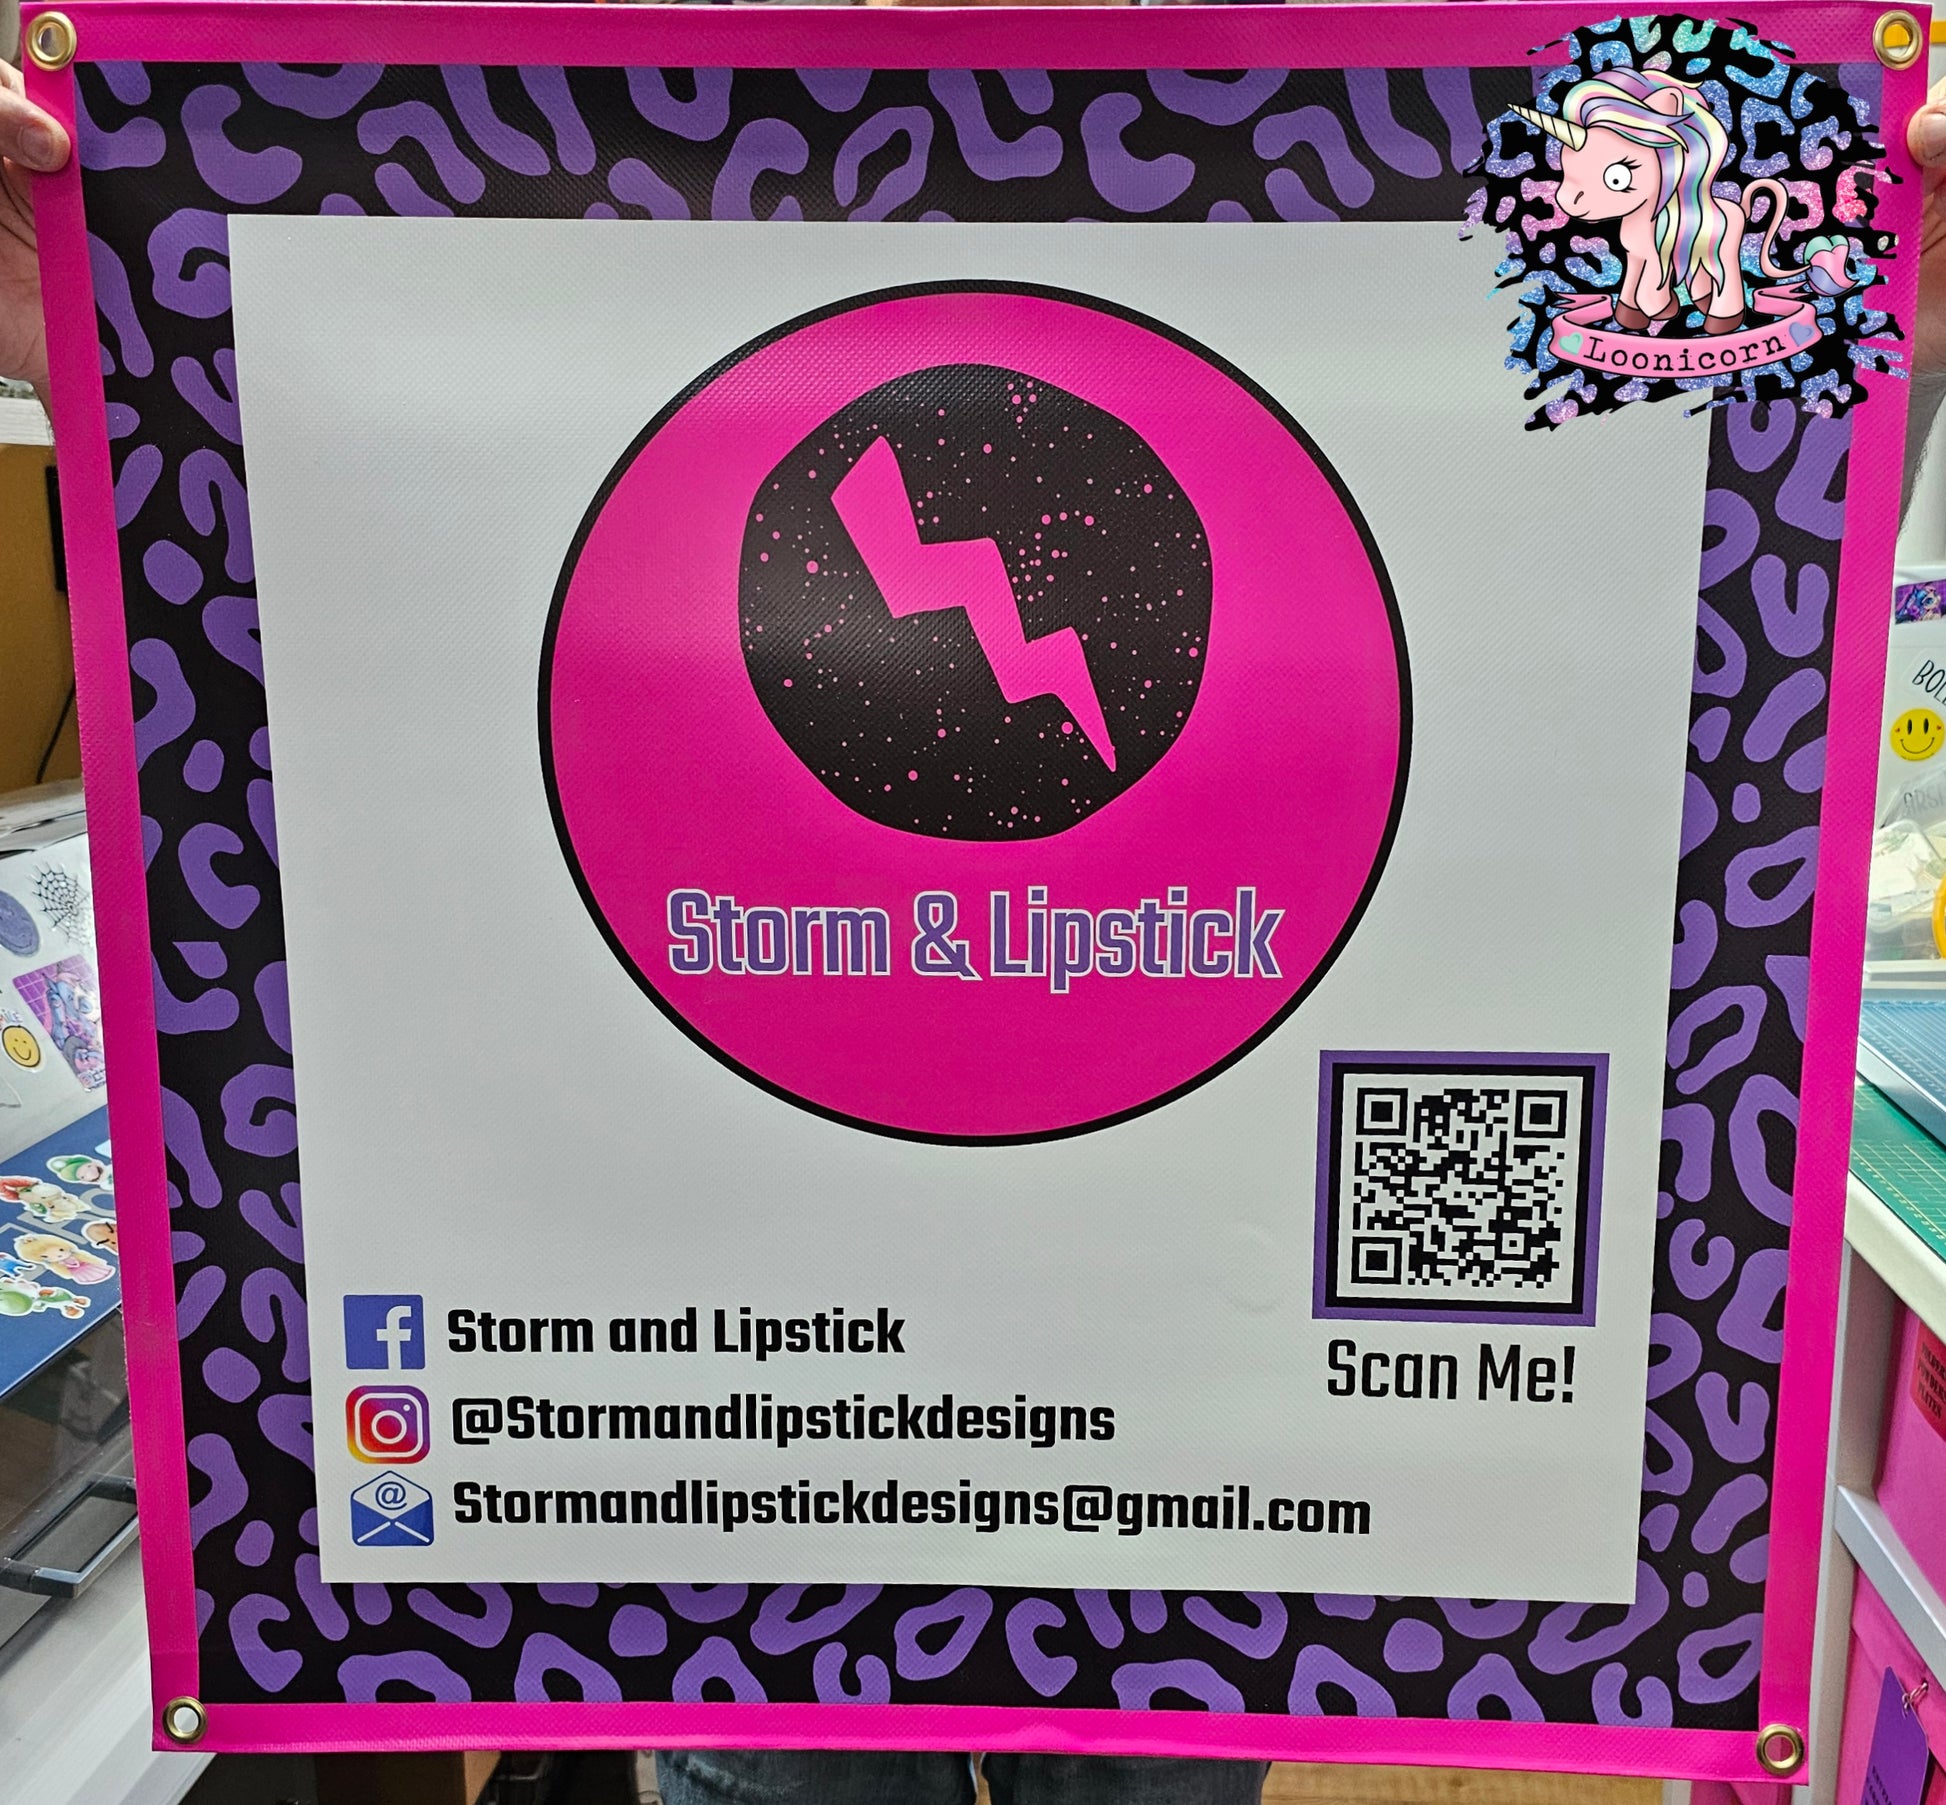 Loonicorn
Storm & Lipstick
Scan Me!
Storm and Lipstick
@Stormandlipstickdesigns
@
Stormandlipstickdesigns@gmail.com